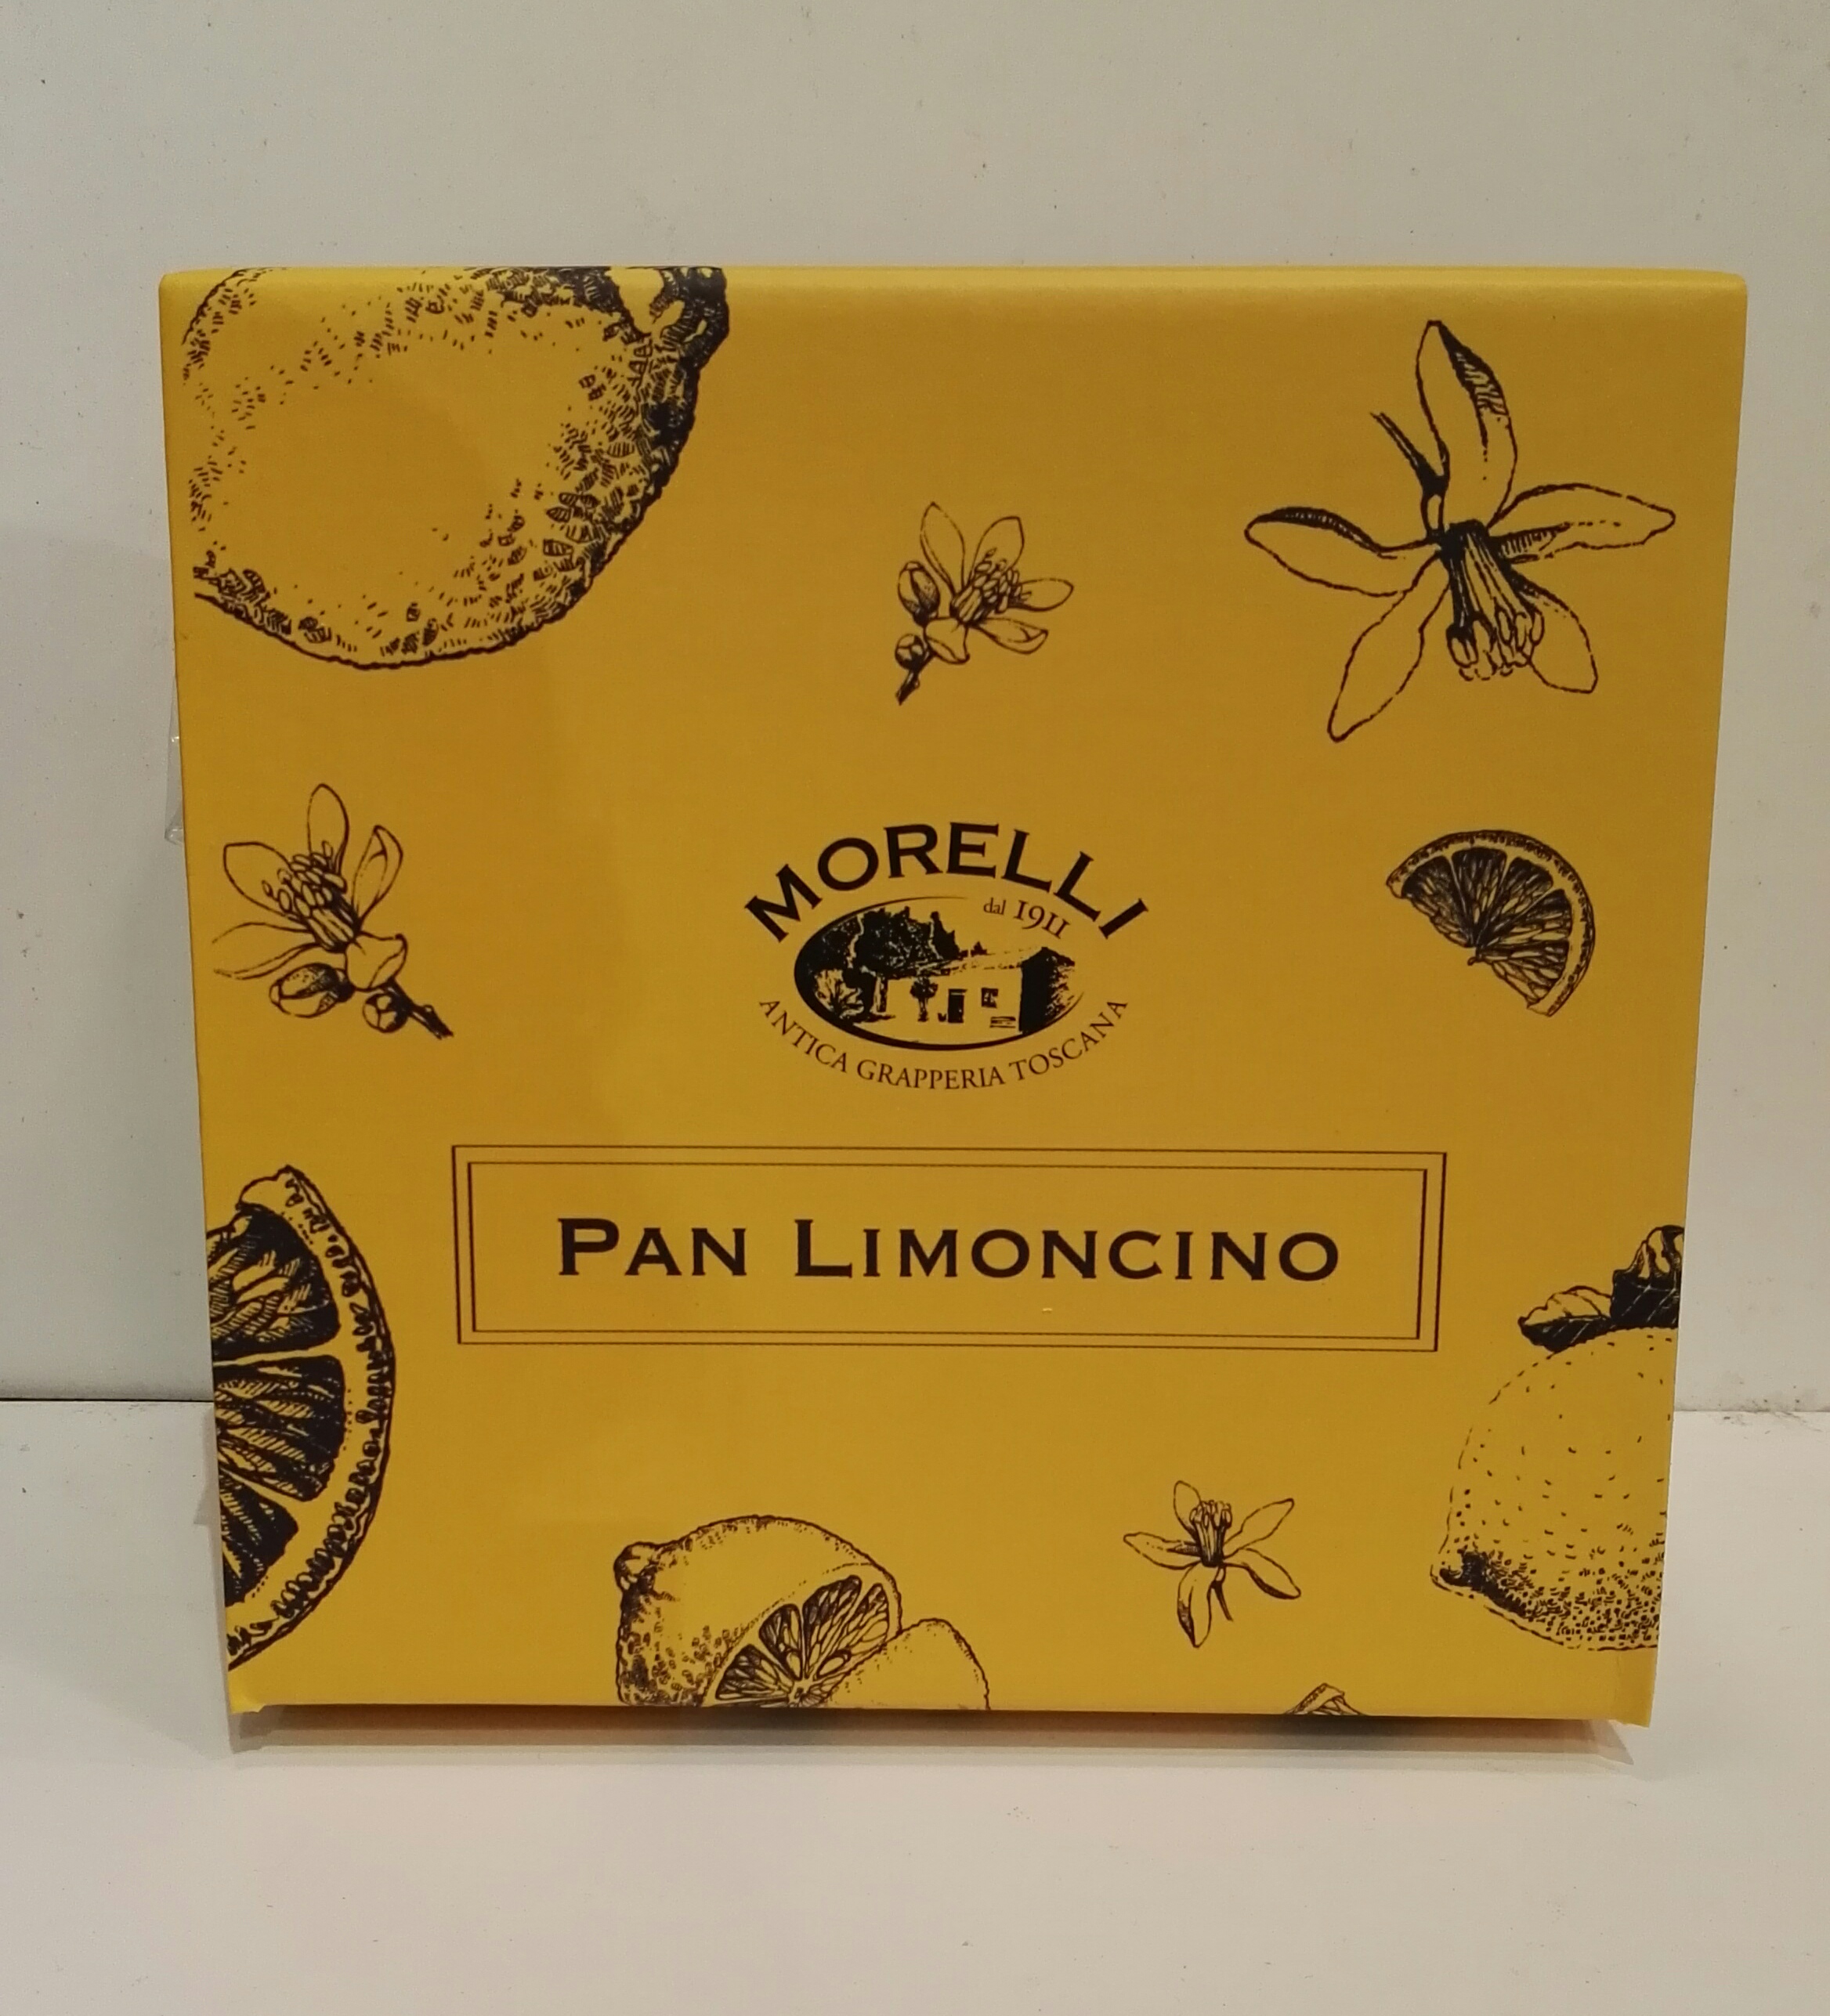 MORELLI
dal 1911
ANTICA GRAPPERIA TOSCANA
PAN LIMONCINO